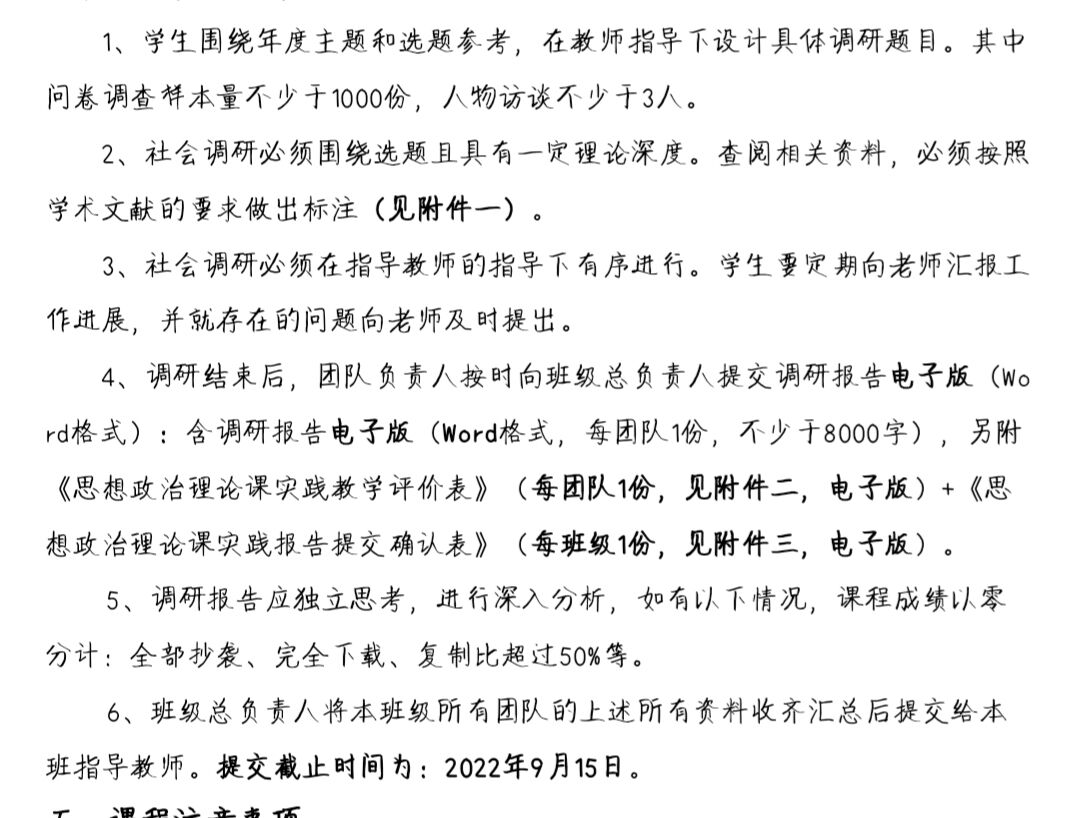 1、学生围绕年度主题和选题参考，在教师指导下设计具体调研题目。其中
问卷调查样本量不少于1000份，人物访谈不少于3人。
2、社会调研必须围绕选题且具有一定理论深度。查阅相关资料，必须按照
学术文献的要求做出标注（见附件一）。
3、社会调研必须在指导教师的指导下有序进行。学生要定期向老师汇报工
作进展，并就存在的问题向老师及时提出。
4、调研结束后，团队负责人按时向班级总负责人提交调研报告电子版（Wo
rd格式）：含调研报告电子版（Word格式，每团队1份，不少于8000字），另附
《思想政治理论课实践教学评价表》（每团队1份，见附件二，电子版）+《思
想政治理论课实践报告提交确认表》（每班级1份，见附件三，电子版）。
5、调研报告应独立思考，进行深入分析，如有以下情况，课程成绩以零
分计：全部抄袭、完全下载、复制比超过50%等。
6、班级总负责人将本班级所有团队的上述所有资料收齐汇总后提交给本
班指导教师。提交截止时间为：2022年9月15日。
五、课程注意事项